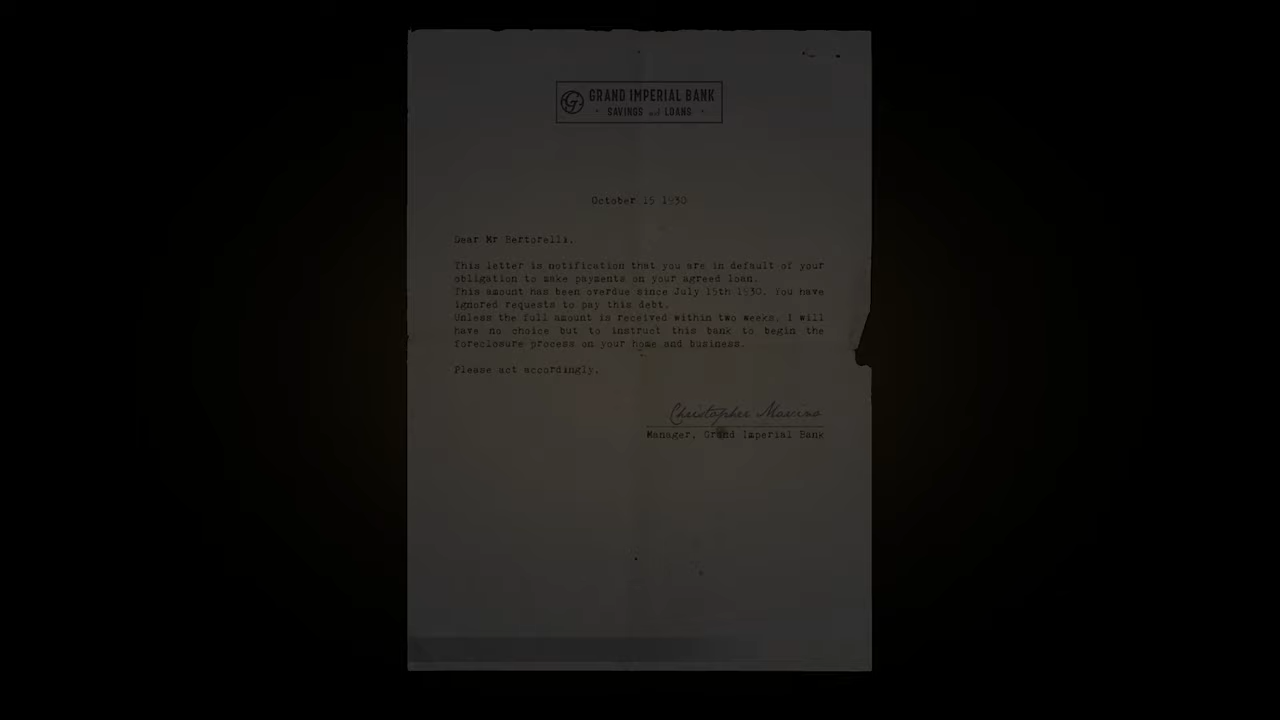 GRAND IMPERIAL BANK
SAVINGS and LOANS
October 15 1930
Dear Mr Bertorelli,
This letter is notification that you are in default of your
obligation to make payments on your agreed loan.
This amount has been overdue since July 15th 1930. You have
ignored requests to pay this debt.
Unless the full amount is received within two weeks, I will
have no choice but to instruct this bank to begin the
foreclosure process on your home and business.
Please act accordingly,
Christopher Marino
Manager, Grand Imperial Bank